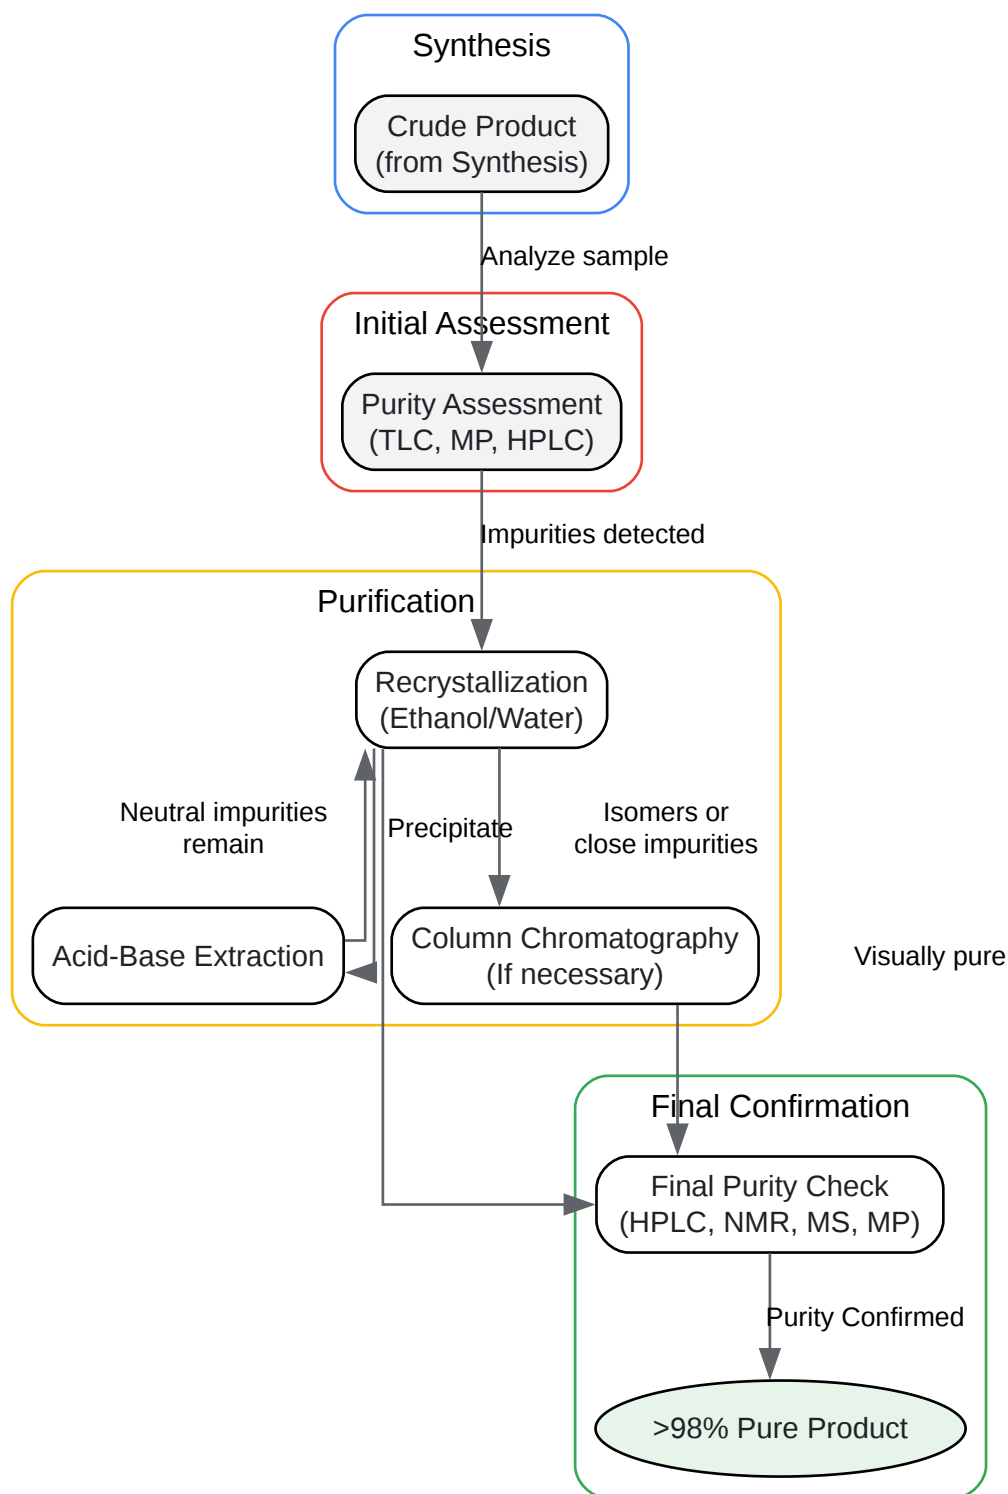 Synthesis
Crude Product
(from Synthesis)
Analyze sample
Initial Assessment
Purity Assessment
(TLC, MP, HPLC)
Impurities detected
Purification
Recrystallization
(Ethanol/Water)
Neutral impurities
remain
Precipitate
Isomers or
close impurities
Acid-Base Extraction
Column Chromatography
(If necessary)
Visually pure
Final Confirmation
Final Purity Check
(HPLC, NMR, MS, MP)
Purity Confirmed
>98% Pure Product